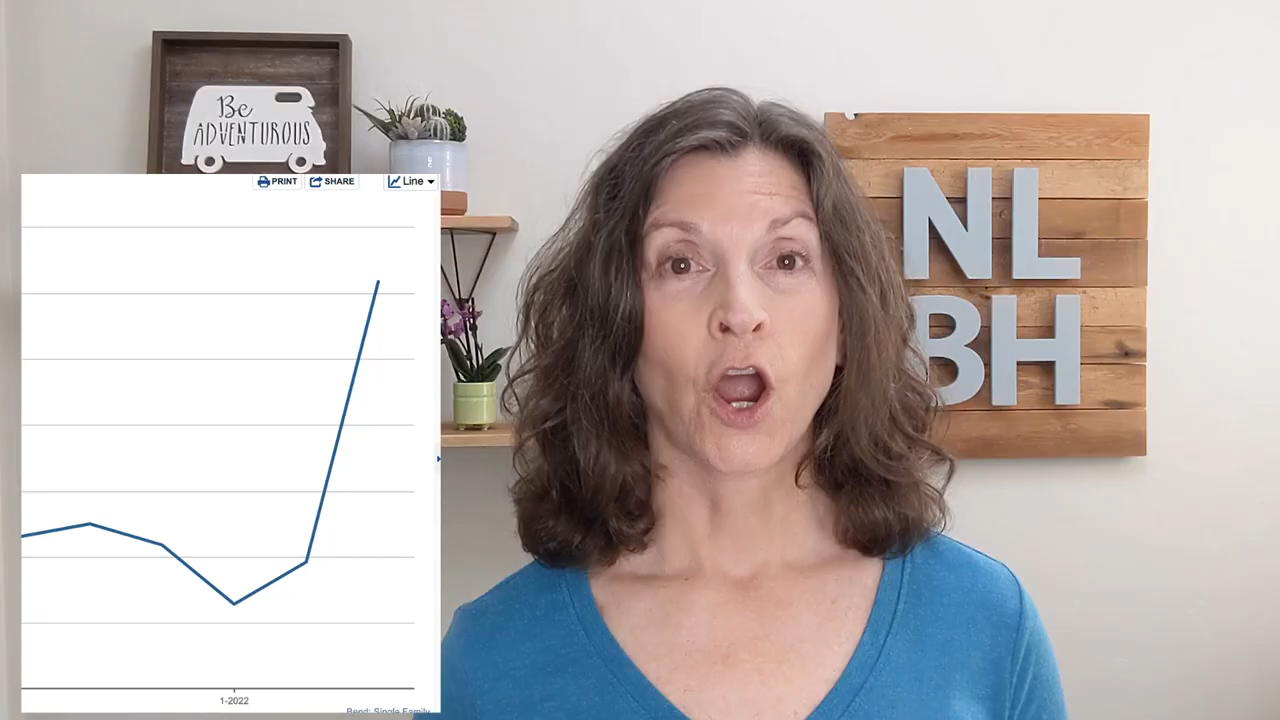 Be
ADVENTUROUS
PRINT
SHARE
Line
NL
BH
1-2022
Bend: Single Family